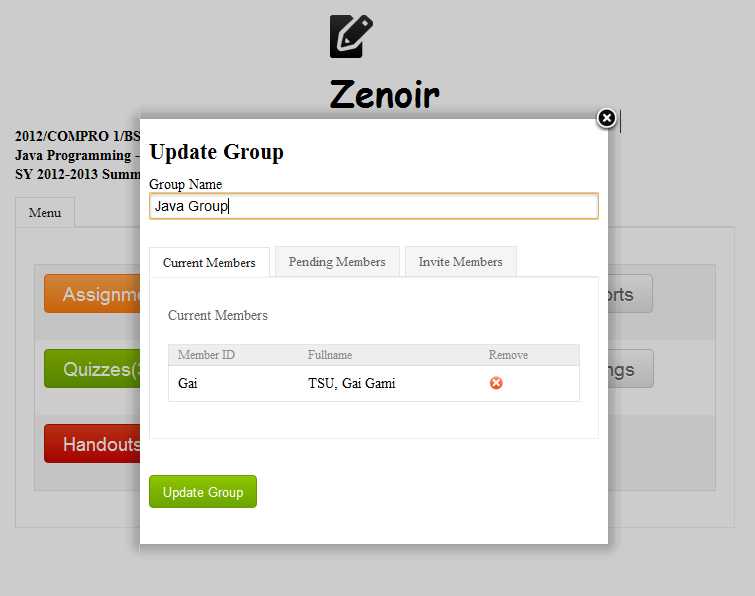 Zenoir
2012/COMPRO 1/BS
Java Programming -
SY 2012-2013 Summ
Menu
Assignme
orts
Quizzes(3
ngs
Handouts
Update Group
Group Name
Java Group
Current Members Pending Members Invite Members
Current Members
Member ID Fullname Remove
Gai TSU, Gai Gami
Update Group